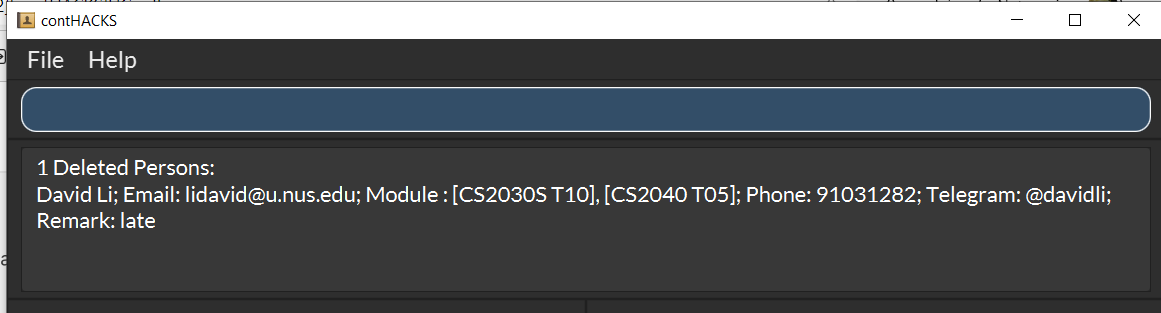 contHACKS
File Help
1 Deleted Persons:
David Li; Email: lidavid@u.nus.edu; Module : [CS2030S T10], [CS2040 T05]; Phone: 91031282; Telegram: @davidli;
Remark: late